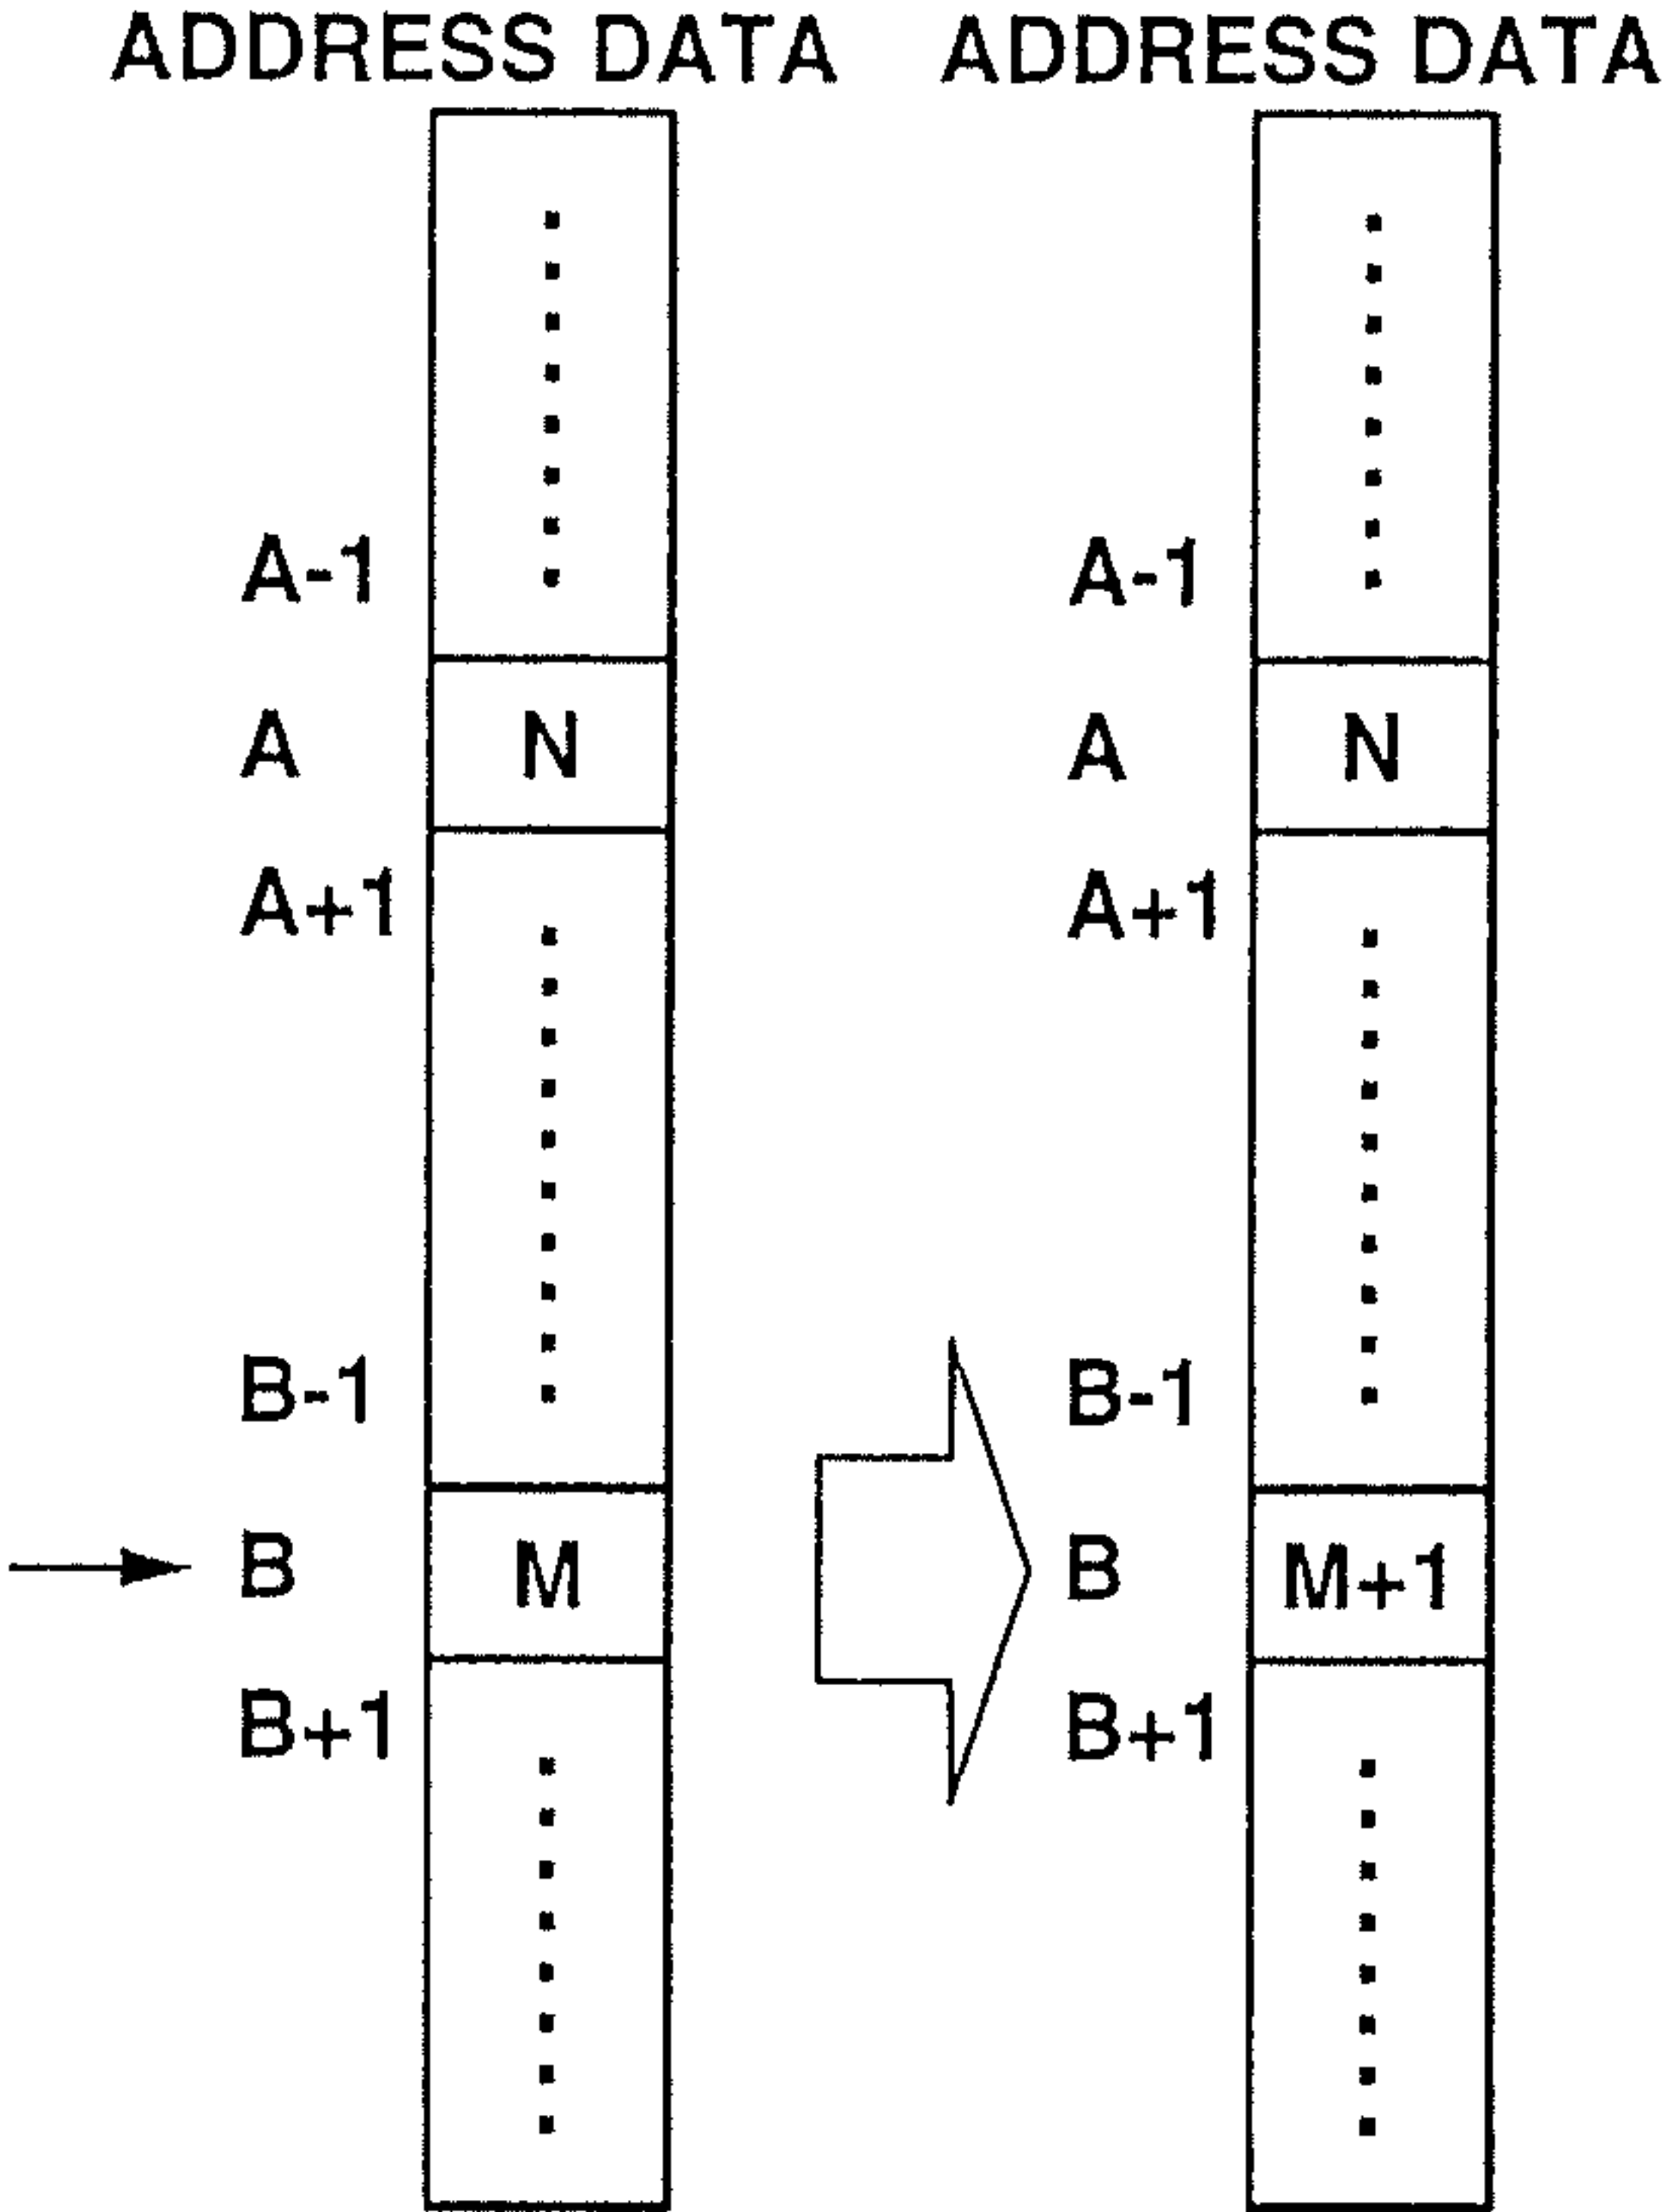 ADDRESS DATA ADDRESS DATA
A-1 A-1
A N A N
A+1 A+1
B-1 B-1
B M B M+1
B+1 B+1